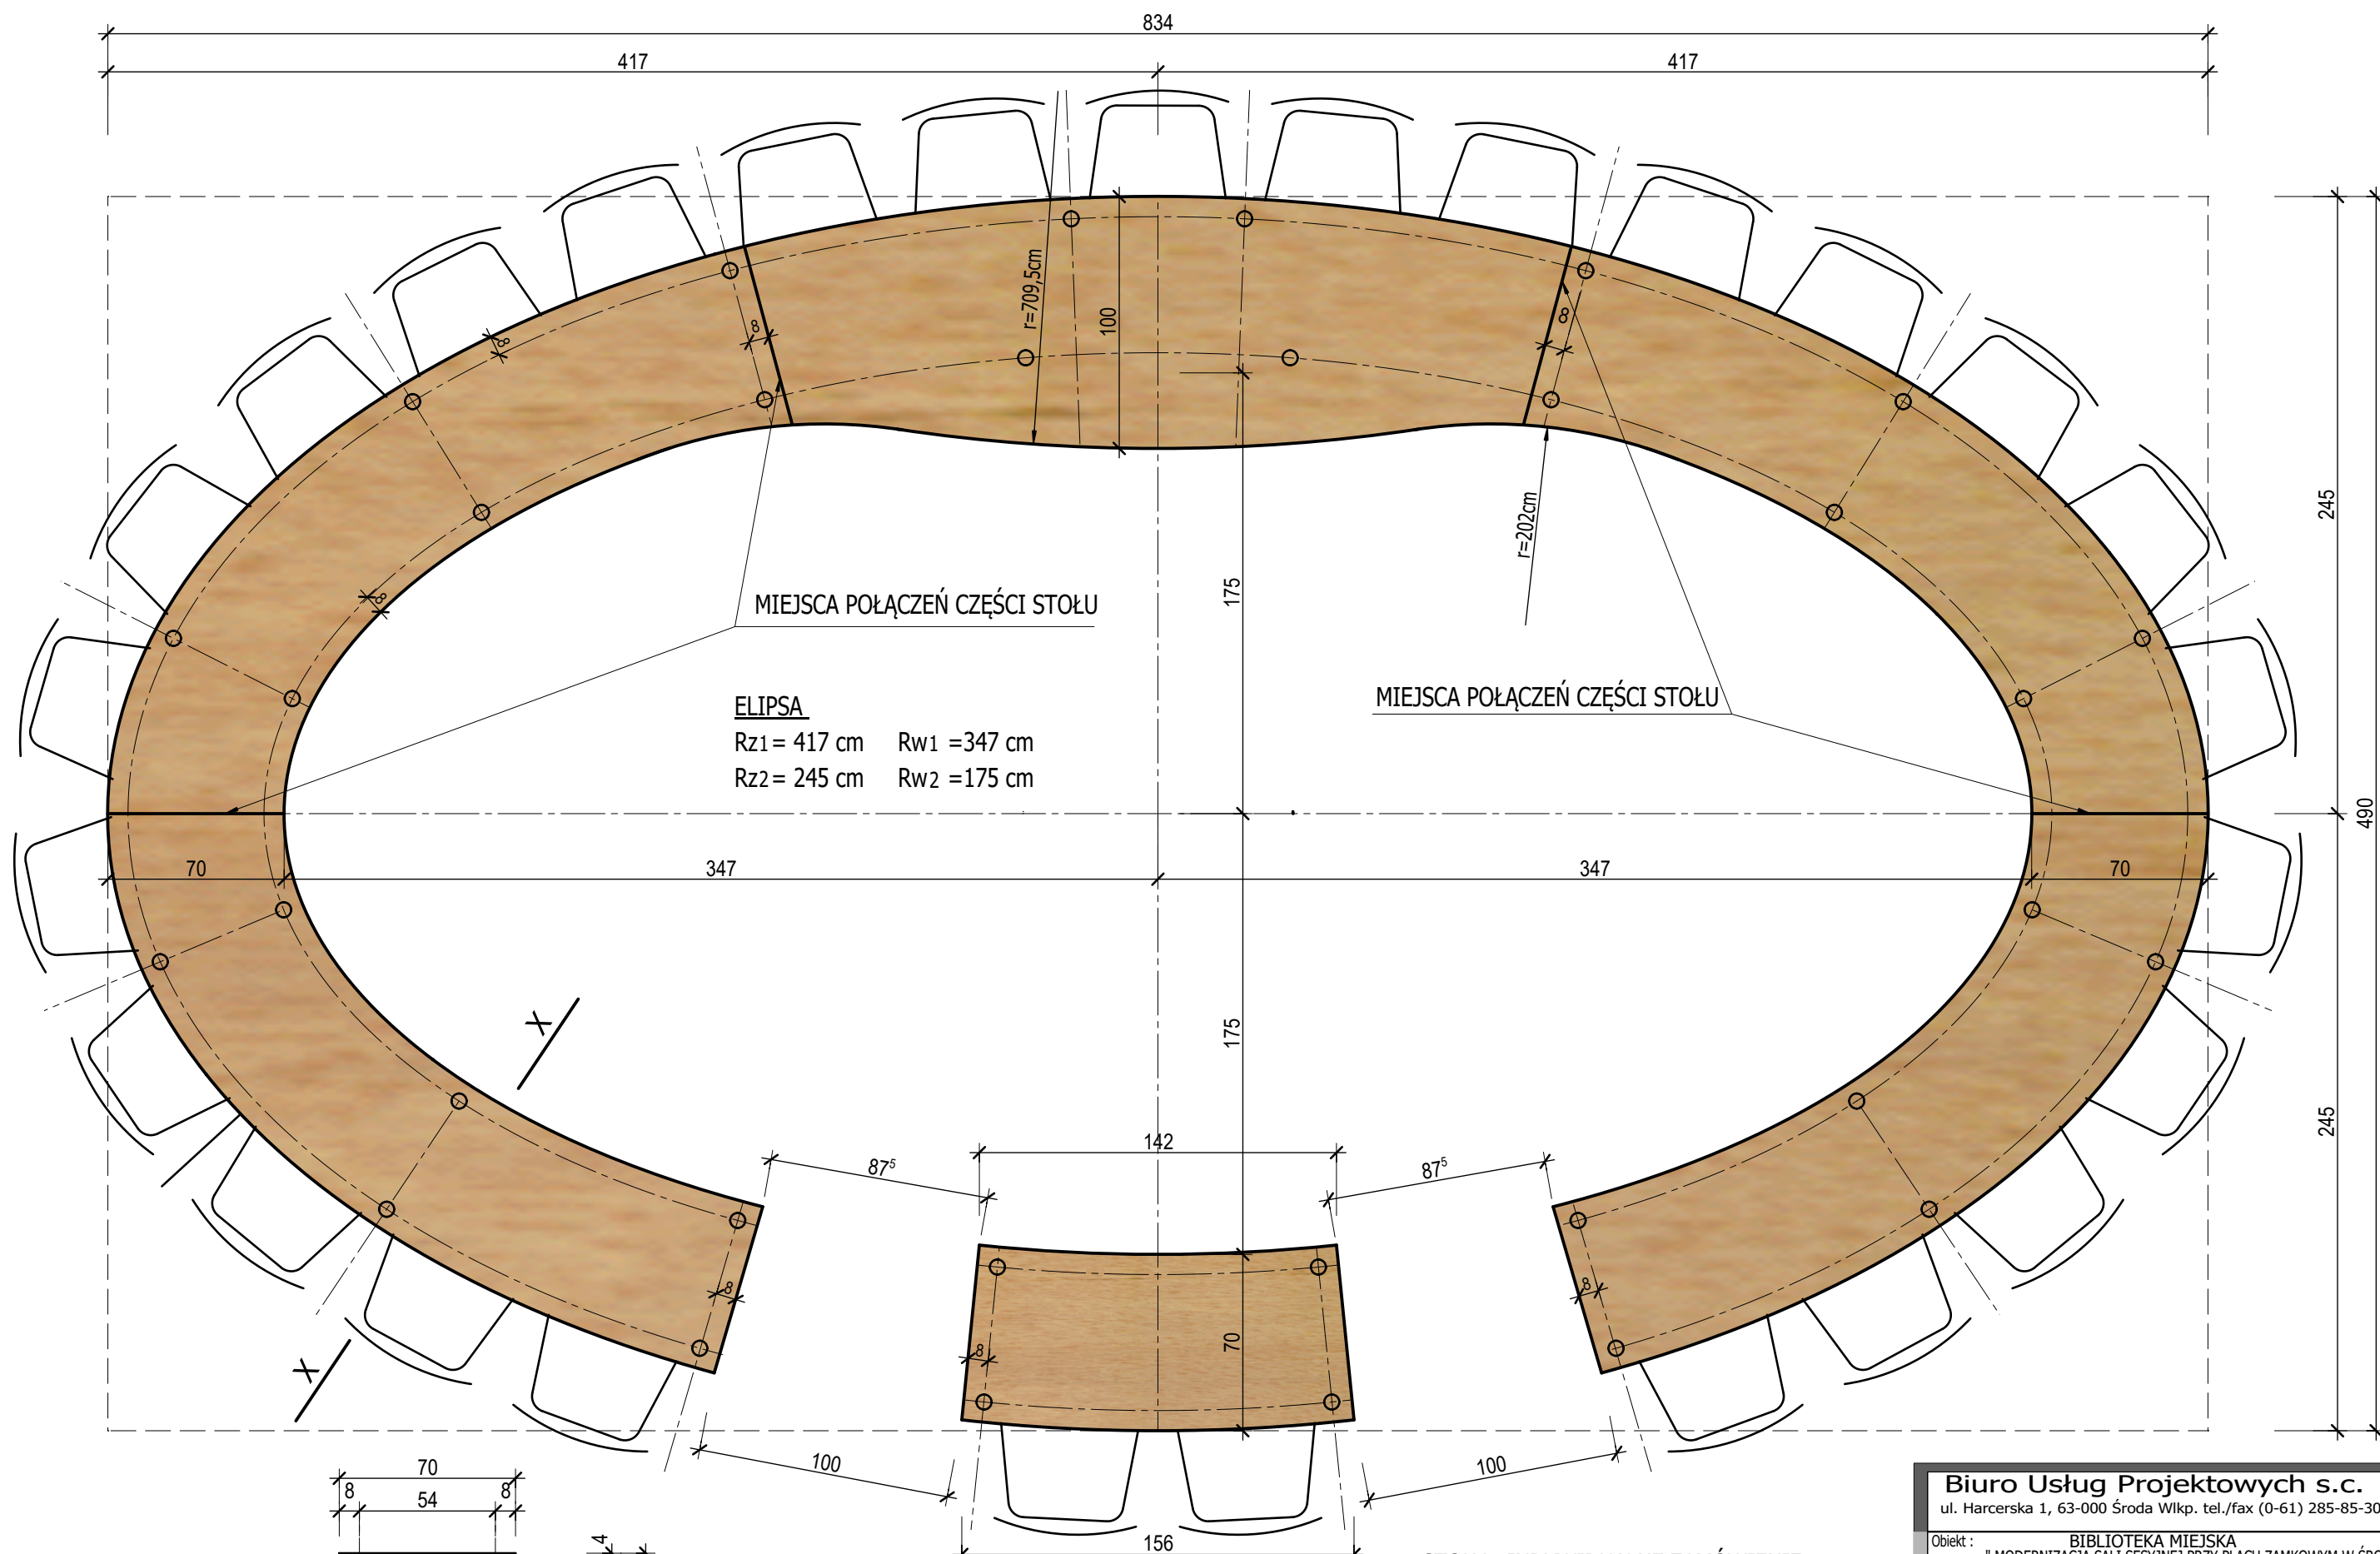 834
417 417
r=709,5cm
100
8
8
8
245
r=202cm
175
8
MIEJSCA POŁĄCZEŃ CZĘŚCI STOŁU
MIEJSCA POŁĄCZEŃ CZĘŚCI STOŁU
ELIPSA
Rz1 = 417 cm Rw1 =347 cm
Rz2 = 245 cm Rw2 =175 cm
490
70 347 347 70
X
175
245
142
87⁵ 87⁵
8
8
70
8
X
100 100
70
8 54 8
4
156
Biuro Usług Projektowych s.c.
ul. Harcerska 1, 63-000 Środa Wlkp. tel./fax (0-61) 285-85-30
Obiekt : BIBLIOTEKA MIEJSKA